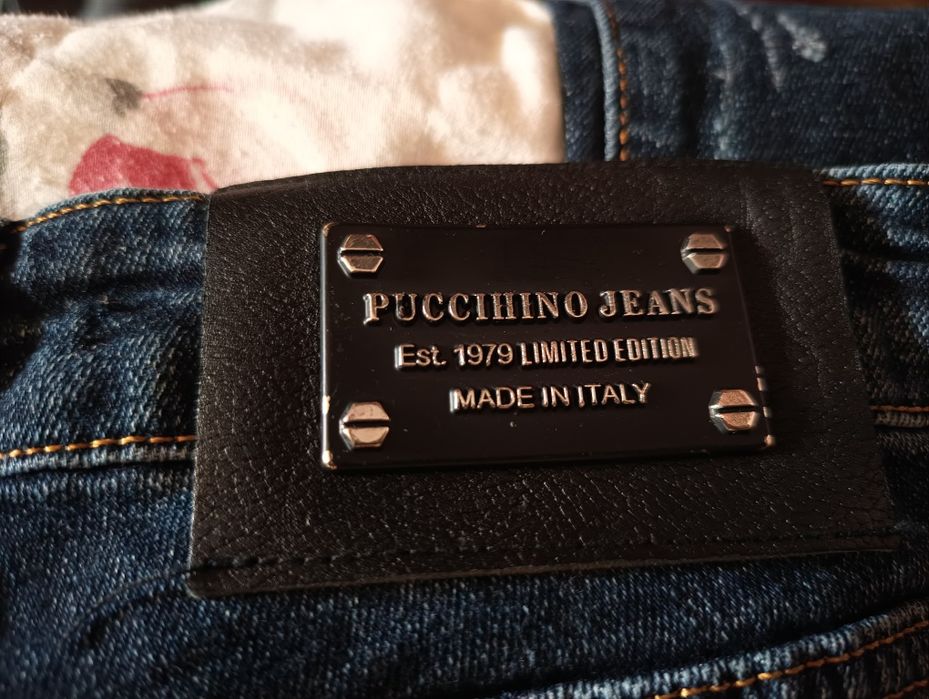 PUCCIHINO JEANS
Est. 1979 LIMITED EDITION
MADE IN ITALY